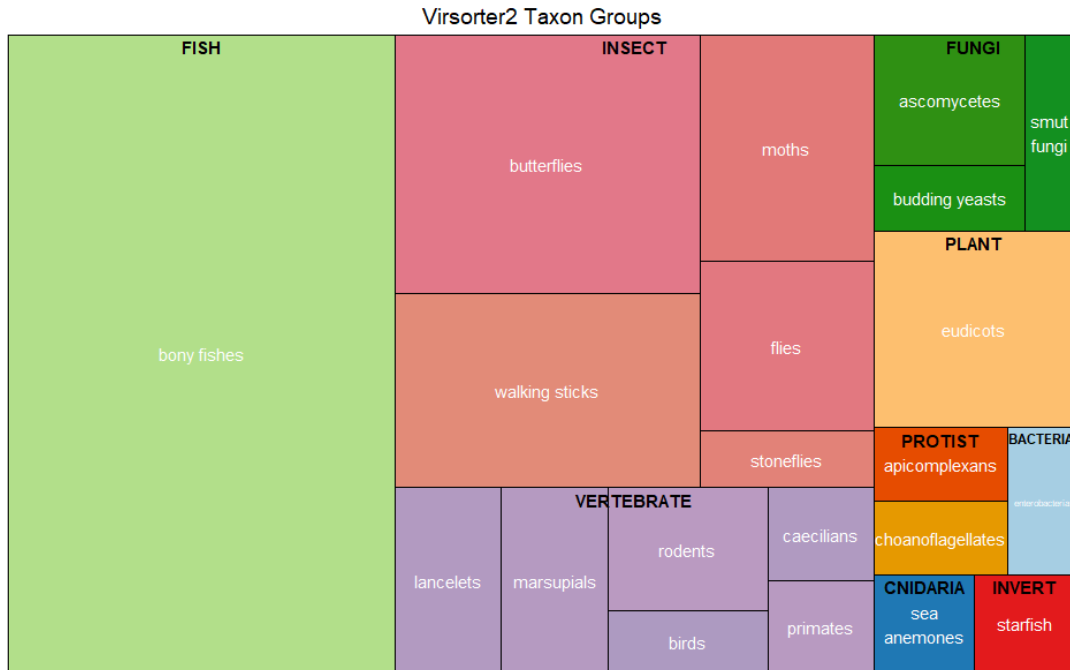 Virsorter2 Taxon Groups
FISH
bony fishes
INSECT
butterflies
moths
walking sticks
flies
stoneflies
VERTEBRATE
lancelets
marsupials
rodents
birds
caecilians
primates
FUNGI
ascomycetes
budding yeasts
smut
fungi
PLANT
eudicots
PROTIST
apicomplexans
choanoflagellates
BACTERIA
enterobacteria
CNIDARIA
sea
anemones
INVERT
starfish